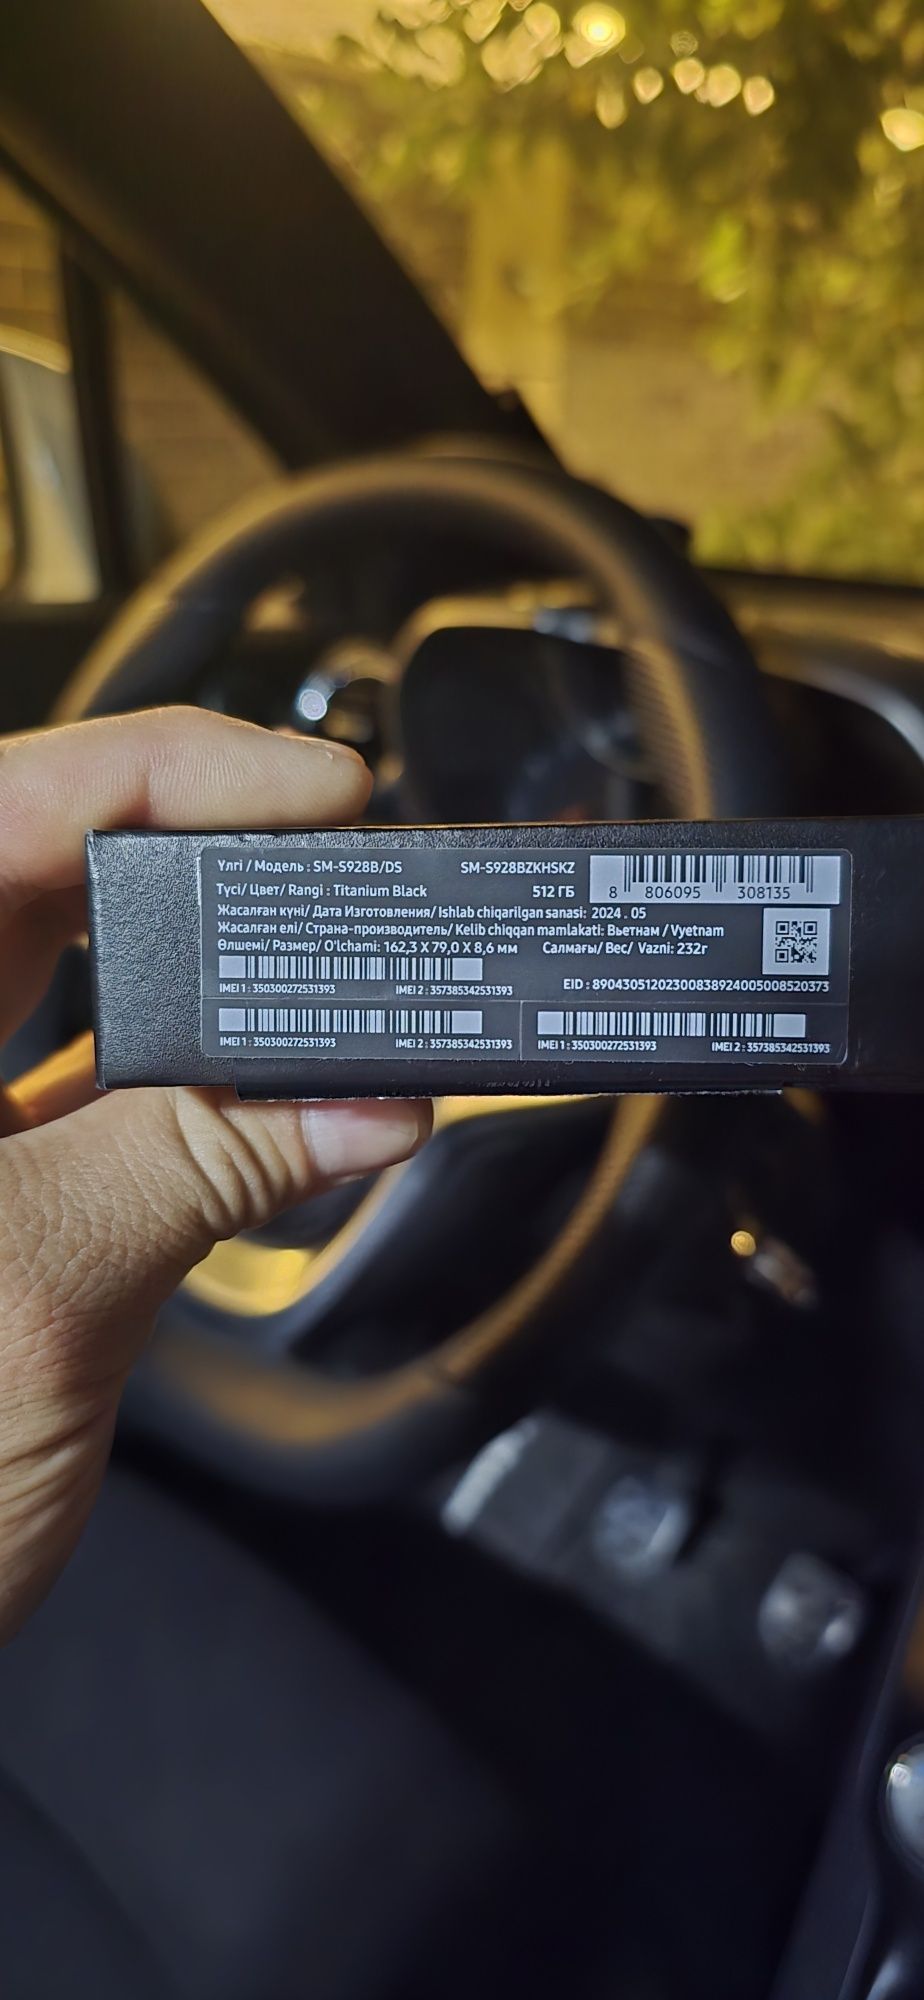 Үлгі / Модель : SM-S928B/DS SM-S928BZKHSKZ
Түсі/ Цвет/ Rangi : Titanium Black 512 ГБ
8 806095 308135
Жасалған күні/ Дата Изготовления/ Ishlab chiqarilgan sanasi: 2024 . 05
Жасалған елі/ Страна-производитель/ Kelib chiqqan mamlakati: Вьетнам / Vyetnam
Өлшемі/ Размер/ O'lchami: 162,3 X 79,0 X 8,6 мм Салмағы/ Вес/ Vazni: 232г
IMEI 1 : 350300272531393 IMEI 2 : 357385342531393 EID : 89043051202300838924005008520373
IMEI 1 : 350300272531393 IMEI 2 : 357385342531393 IMEI 1 : 350300272531393 IMEI 2 : 357385342531393